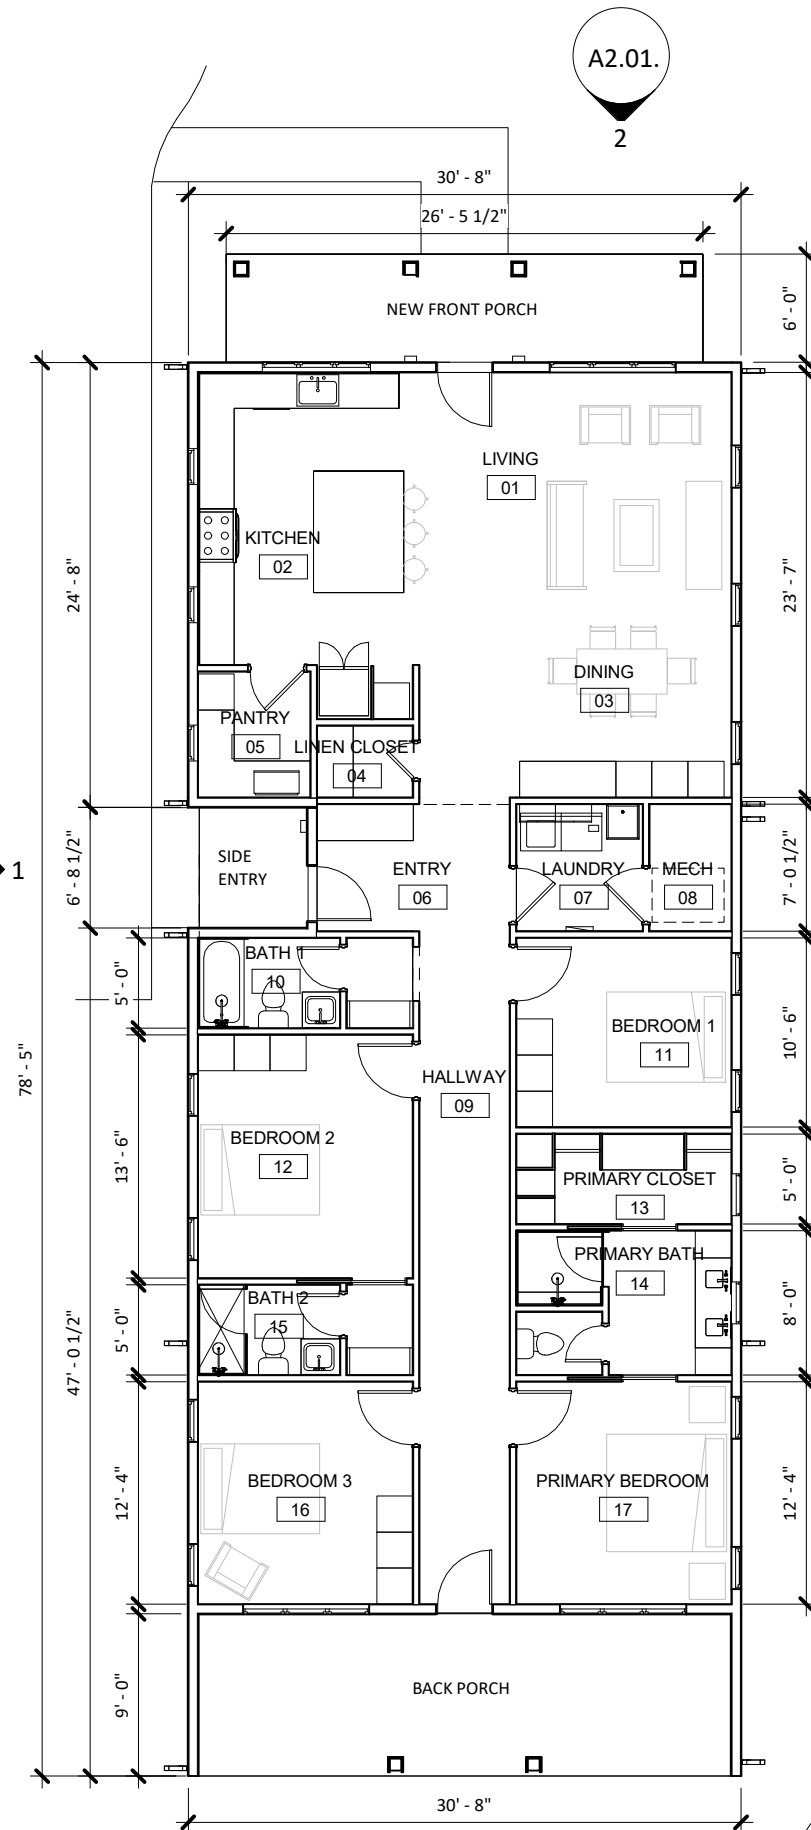 A2.01.
2
30' - 8"
26' - 5 1/2"
NEW FRONT PORCH
6' - 0"
LIVING
01
KITCHEN
02
24' - 8"
23' - 7"
DINING
03
PANTRY
05
LINEN CLOSET
04
1
6' - 8 1/2"
SIDE
ENTRY
ENTRY
06
LAUNDRY
07
MECH
08
7' - 0 1/2"
5' - 0"
BATH 1
10
BEDROOM 1
11
10' - 6"
78' - 5"
HALLWAY
09
13' - 6"
BEDROOM 2
12
PRIMARY CLOSET
13
5' - 0"
PRIMARY BATH
14
8' - 0"
47' - 0 1/2"
5' - 0"
BATH 2
15
12' - 4"
BEDROOM 3
16
PRIMARY BEDROOM
17
12' - 4"
9' - 0"
BACK PORCH
30' - 8"